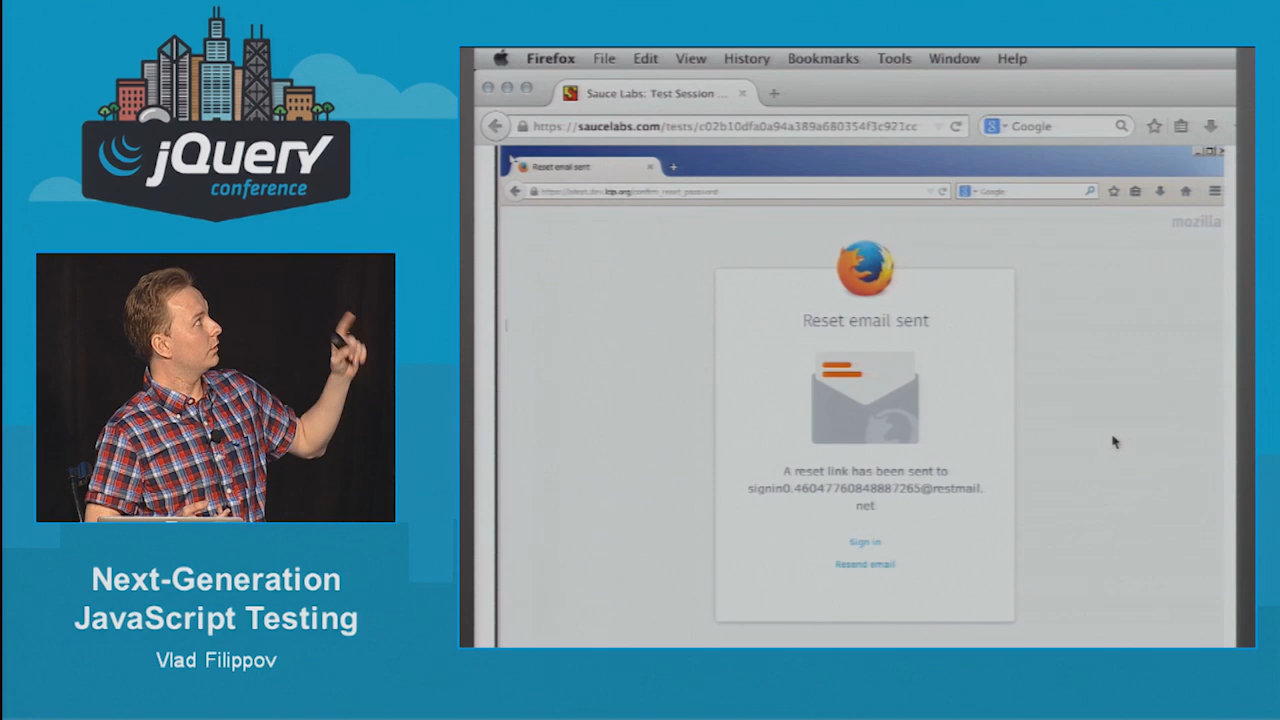 jQuery
conference
Next-Generation
JavaScript Testing
Vlad Filippov
Firefox File Edit View History Bookmarks Tools Window Help
Sauce Labs: Test Session ...
https://saucelabs.com/tests/c02b10dfa0a94a389a680354f3c921cc
Google
Reset email sent
Google
mozilla
Reset email sent
A reset link has been sent to
signin0.46047760848887265@restmail.
net
Sign in
Resend email